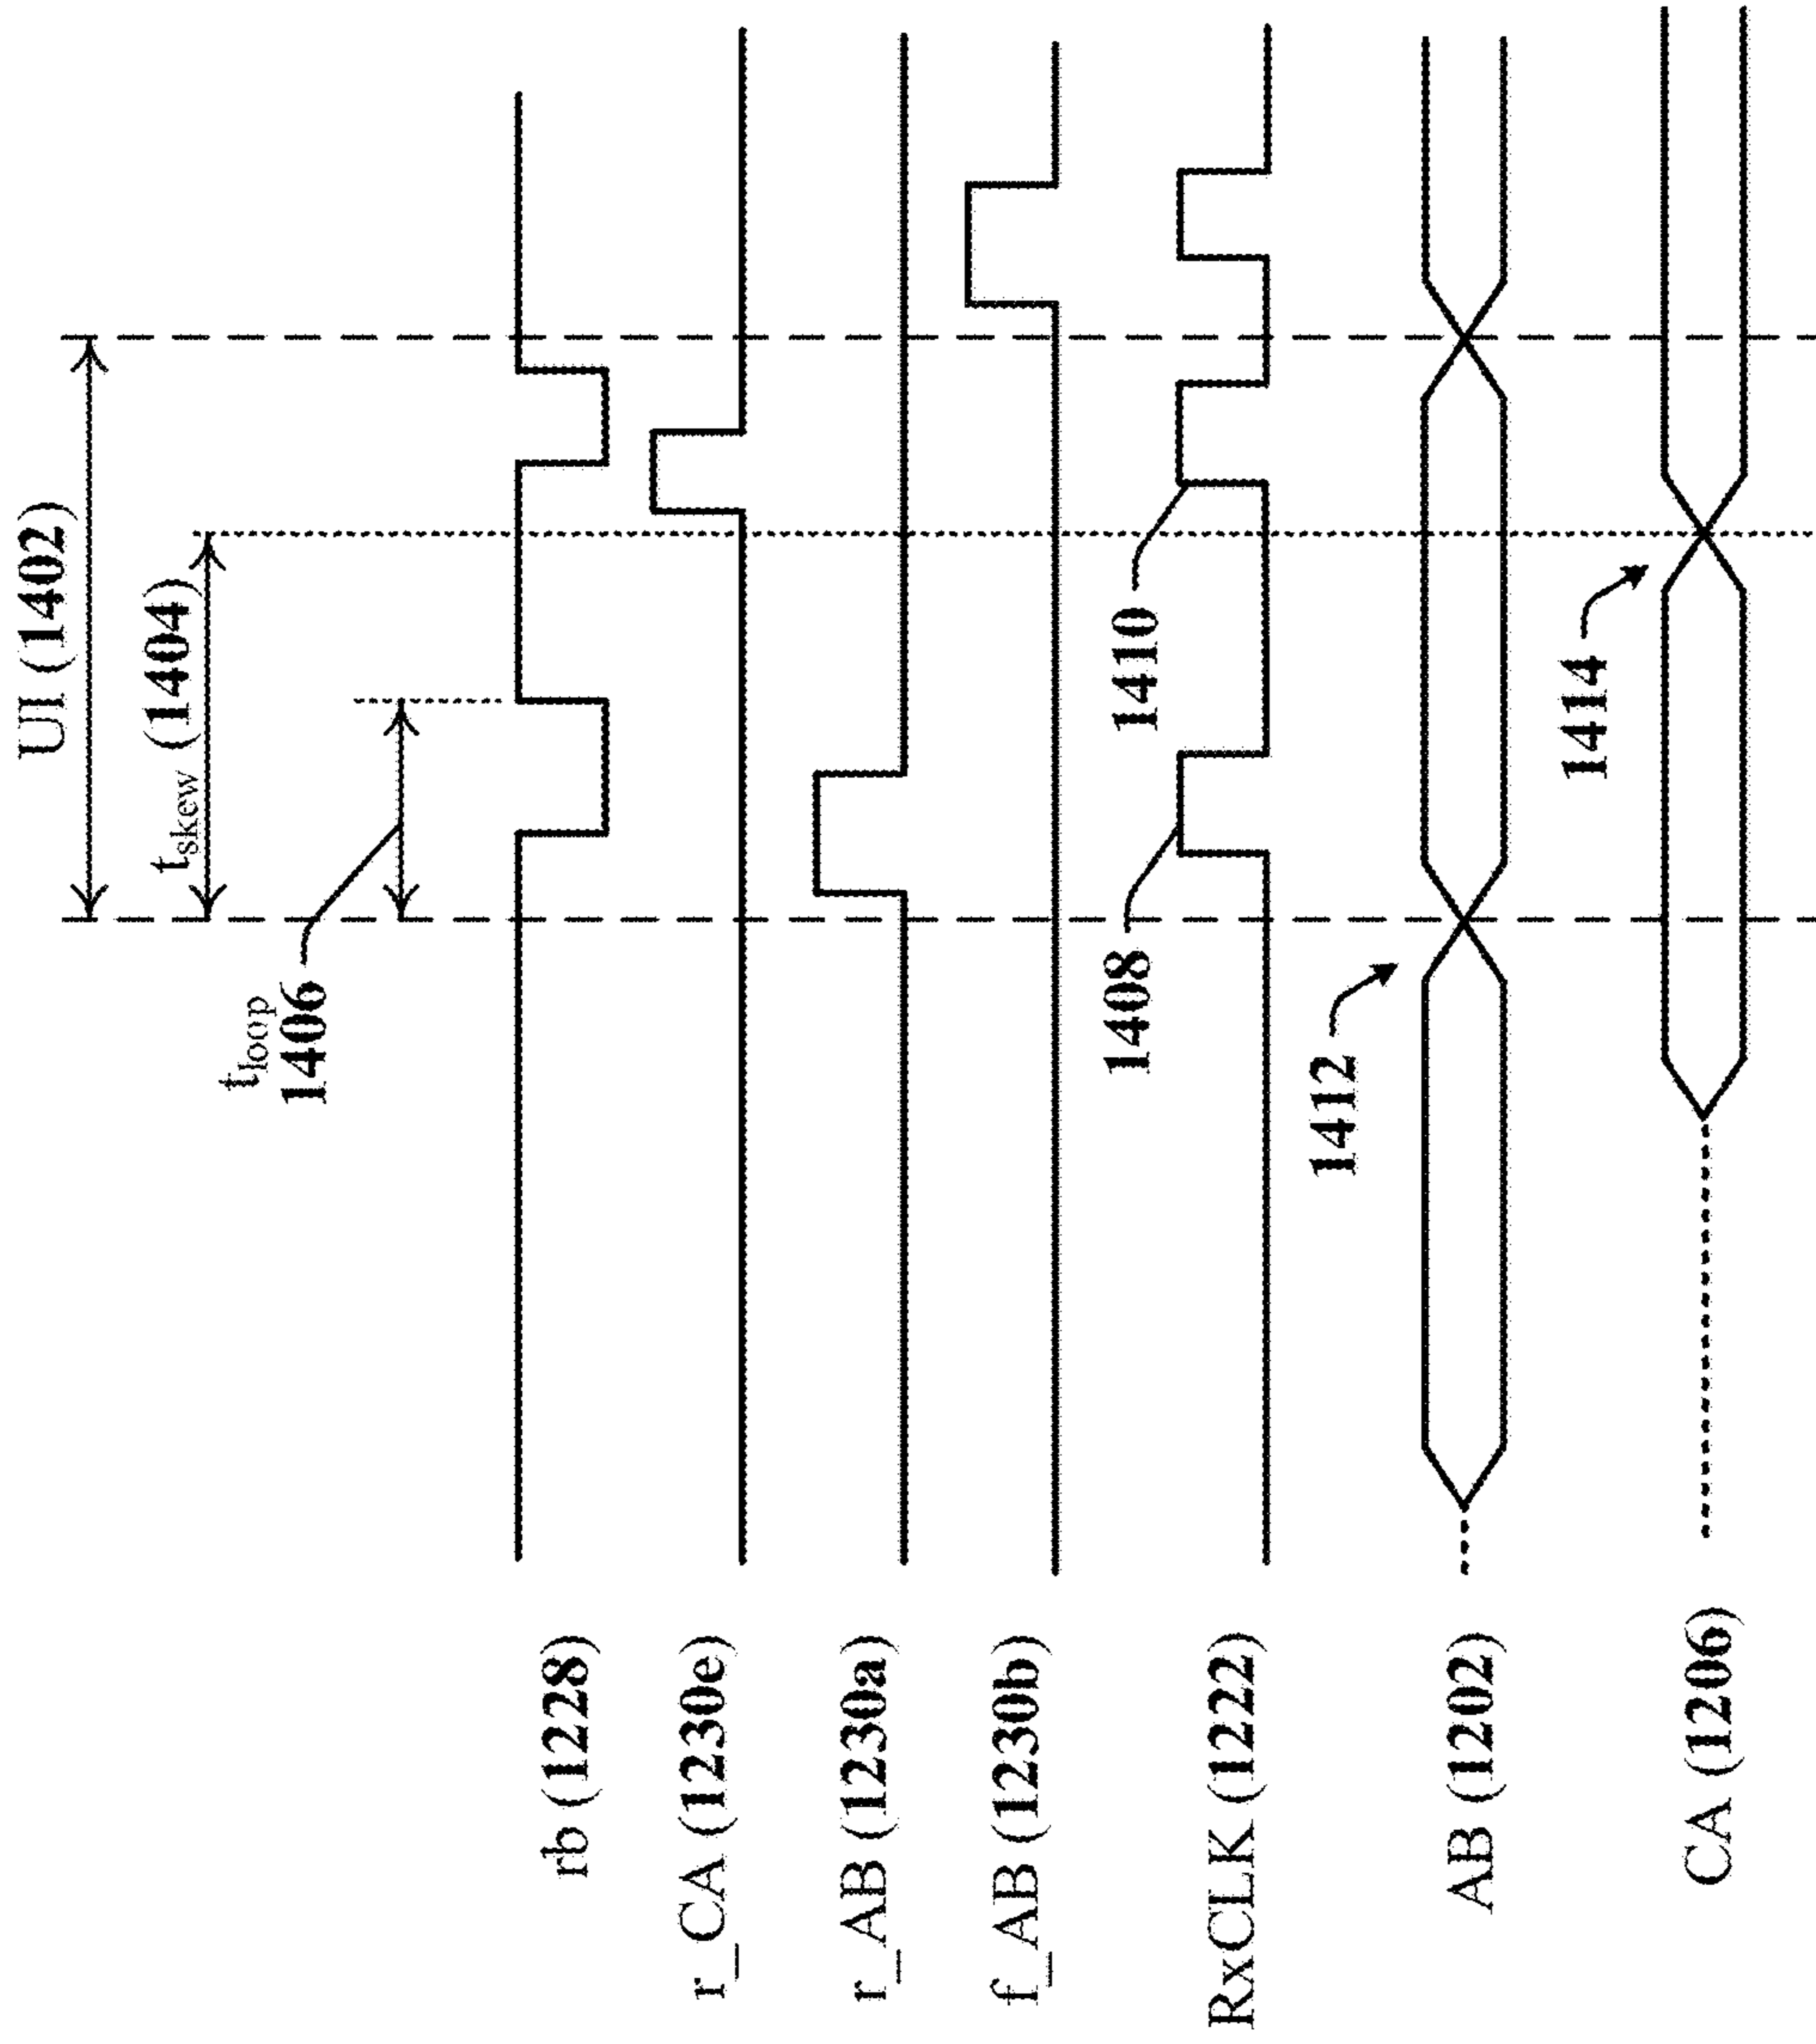 UI (1402)
t_skew (1404)
t_loop
1406
rb (1228)
r_CA (1230e)
r_AB (1230a)
f_AB (1230b)
1408
1410
RxCLK (1222)
1412
AB (1202)
1414
CA (1206)